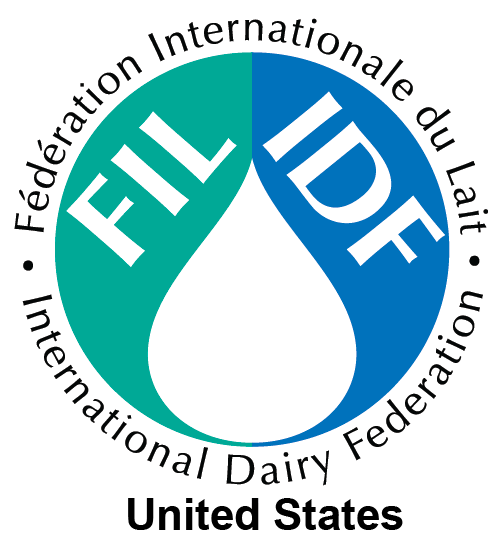 Fédération Internationale du Lait
FIL IDF
• International Dairy Federation •
United States